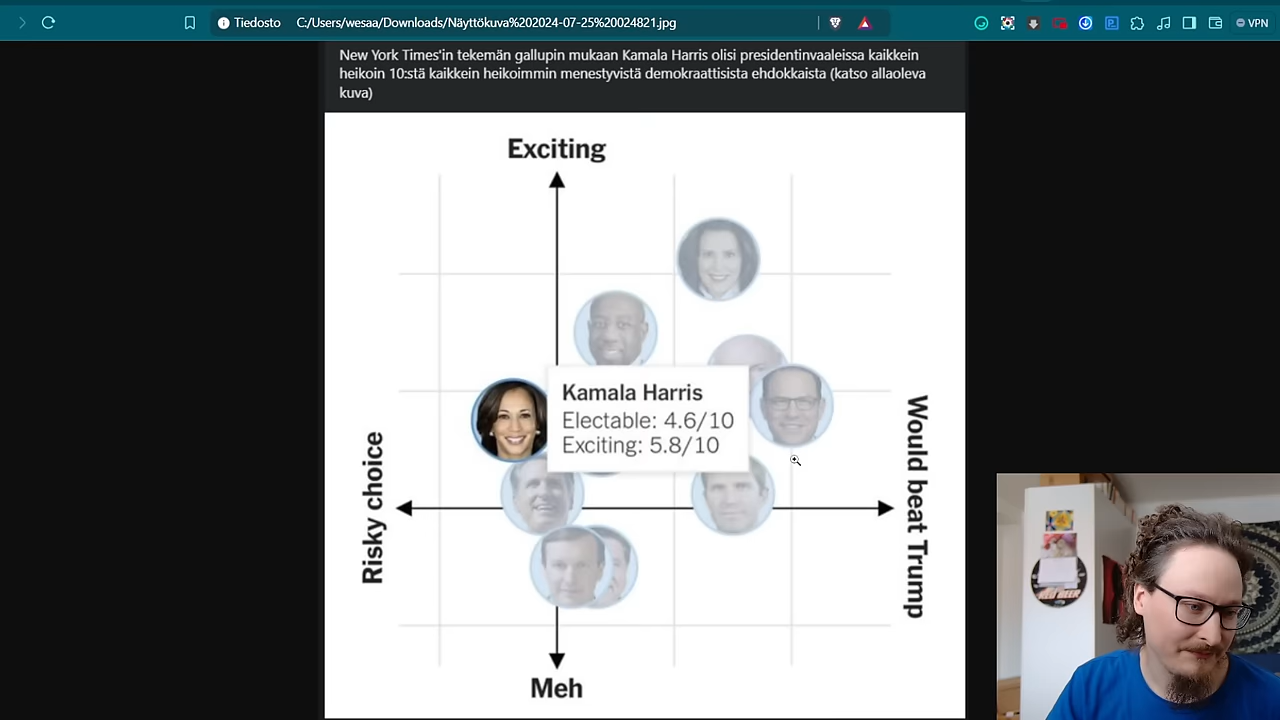 Tiedosto C:/Users/wesaa/Downloads/Näyttökuva%202024-07-25%20024821.jpg VPN
New York Times'in tekemän gallupin mukaan Kamala Harris olisi presidentinvaaleissa kaikkein
heikoin 10:stä kaikkein heikoimmin menestyvistä demokraattisista ehdokkaista (katso allaoleva
kuva)
Exciting
Kamala Harris
Electable: 4.6/10
Exciting: 5.8/10
Risky choice
Would beat Trump
Meh